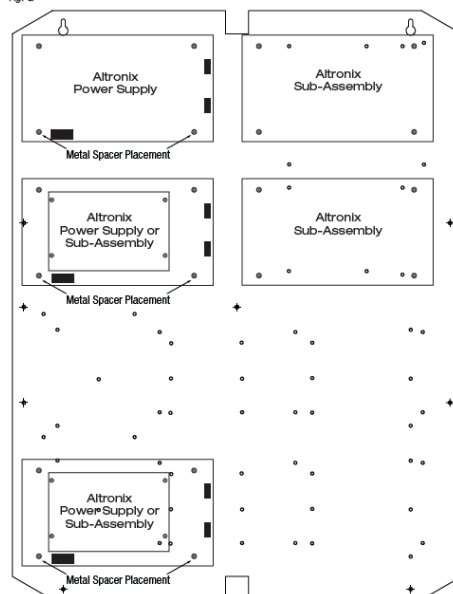 Altronix
Power Supply
Altronix
Sub-Assembly
Metal Spacer Placement
Altronix
Power Supply or
Sub-Assembly
Altronix
Sub-Assembly
Metal Spacer Placement
Altronix
Power Supply or
Sub-Assembly
Metal Spacer Placement